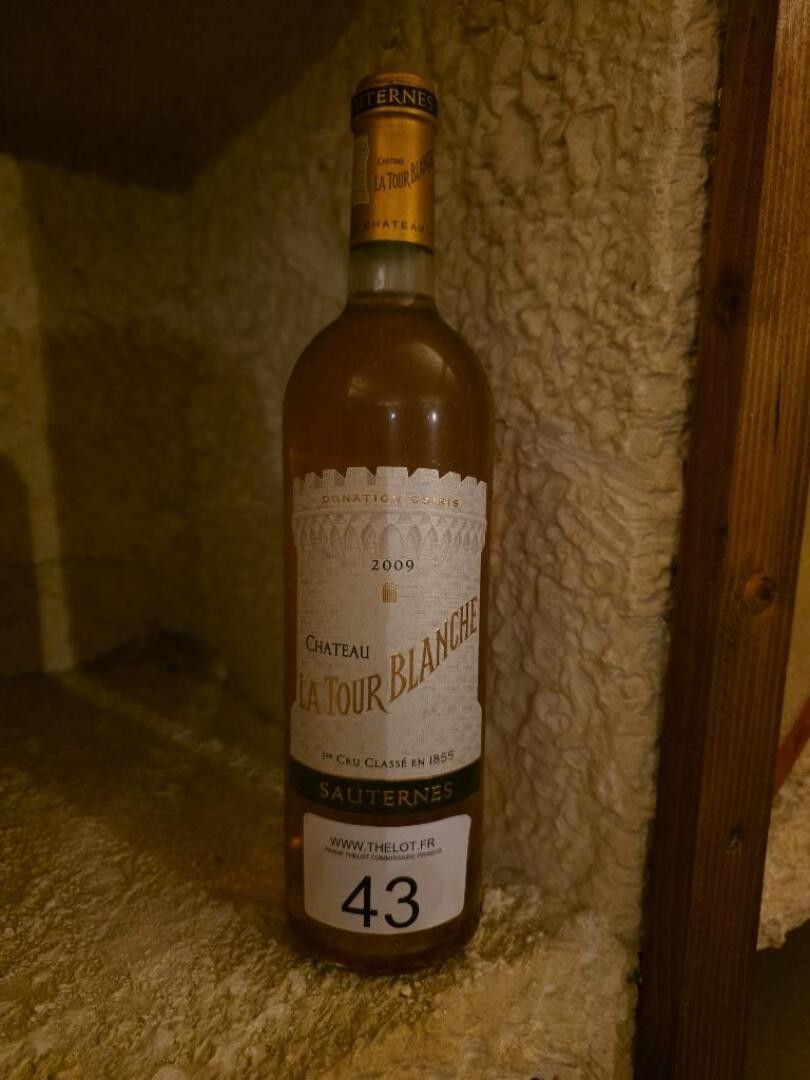 SAUTERNES
CHATEAU
LA TOUR
CHATEAU
DONATION OSIRIS
2009
CHATEAU
LA TOUR BLANCHE
1ER CRU CLASSÉ EN 1855
SAUTERNES
WWW.THELOT.FR
43